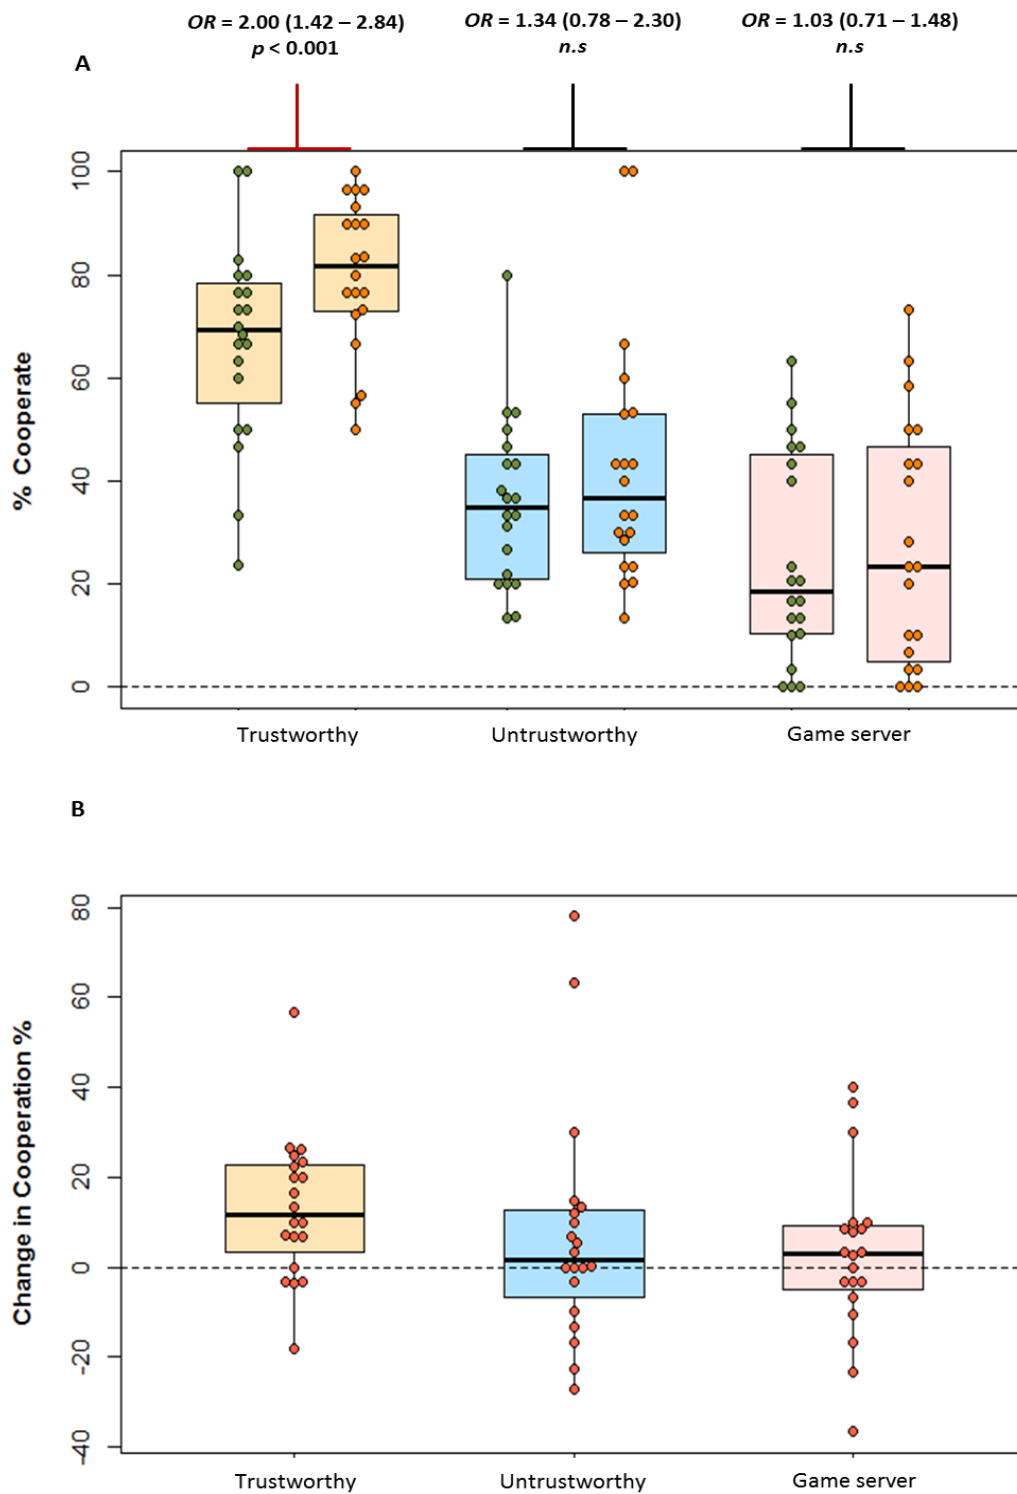 OR = 2.00 (1.42 – 2.84)
p < 0.001
OR = 1.34 (0.78 – 2.30)
n.s
OR = 1.03 (0.71 – 1.48)
n.s
A
% Cooperate
100
80
60
40
20
0
Trustworthy
Untrustworthy
Game server
B
Change in Cooperation %
80
60
40
20
0
-20
-40
Trustworthy
Untrustworthy
Game server